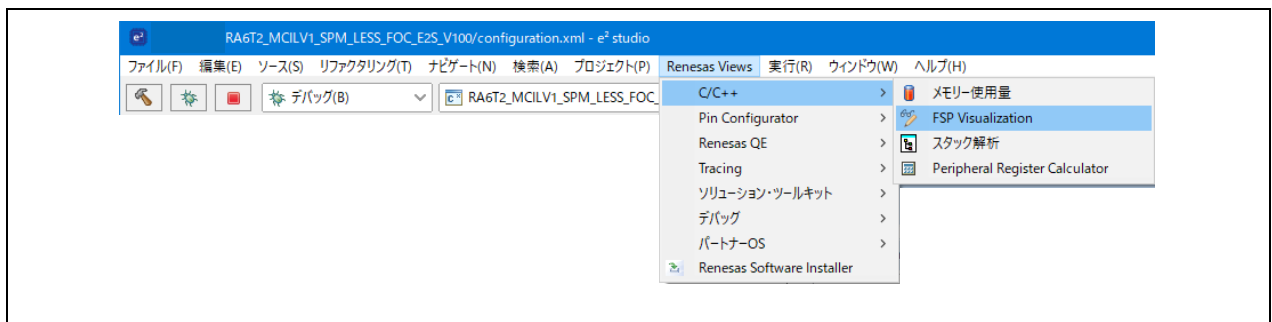 RA6T2_MCILV1_SPM_LESS_FOC_E2S_V100/configuration.xml - e² studio
ファイル(F) 編集(E) ソース(S) リファクタリング(T) ナビゲート(N) 検索(A) プロジェクト(P) Renesas Views 実行(R) ウィンドウ(W) ヘルプ(H)
デバッグ(B) RA6T2_MCILV1_SPM_LESS_FOC_
C/C++ > メモリー使用量
Pin Configurator > FSP Visualization
Renesas QE > スタック解析
Tracing > Peripheral Register Calculator
ソリューション・ツールキット >
デバッグ >
パートナーOS >
Renesas Software Installer